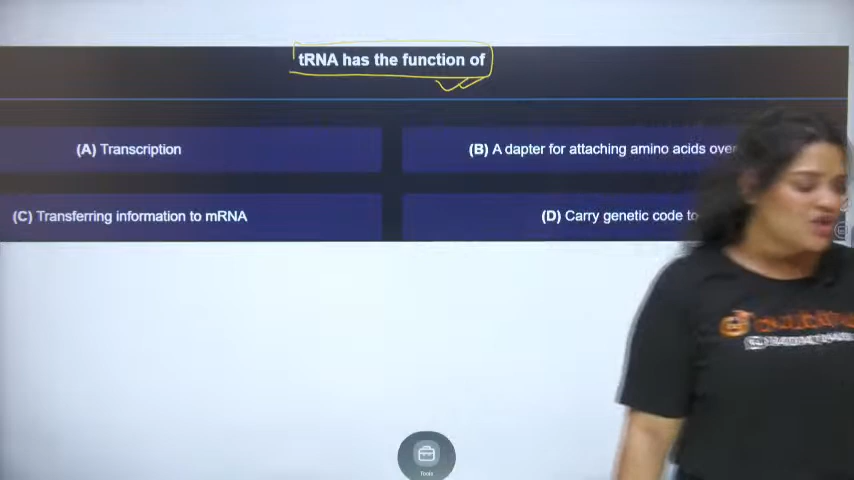 tRNA has the function of
(A) Transcription
(B) A dapter for attaching amino acids over
(C) Transferring information to mRNA
(D) Carry genetic code to
Tools